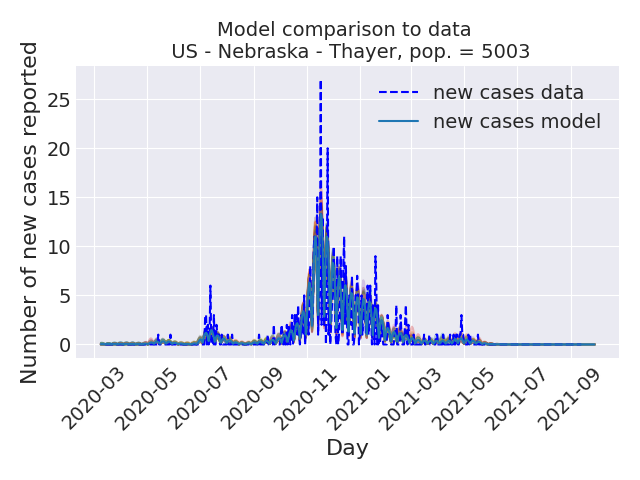 Model comparison to data
US - Nebraska - Thayer, pop. = 5003
Number of new cases reported
25
20
15
10
5
0
new cases data
new cases model
2020-03
2020-05
2020-07
2020-09
2020-11
2021-01
2021-03
2021-05
2021-07
2021-09
Day